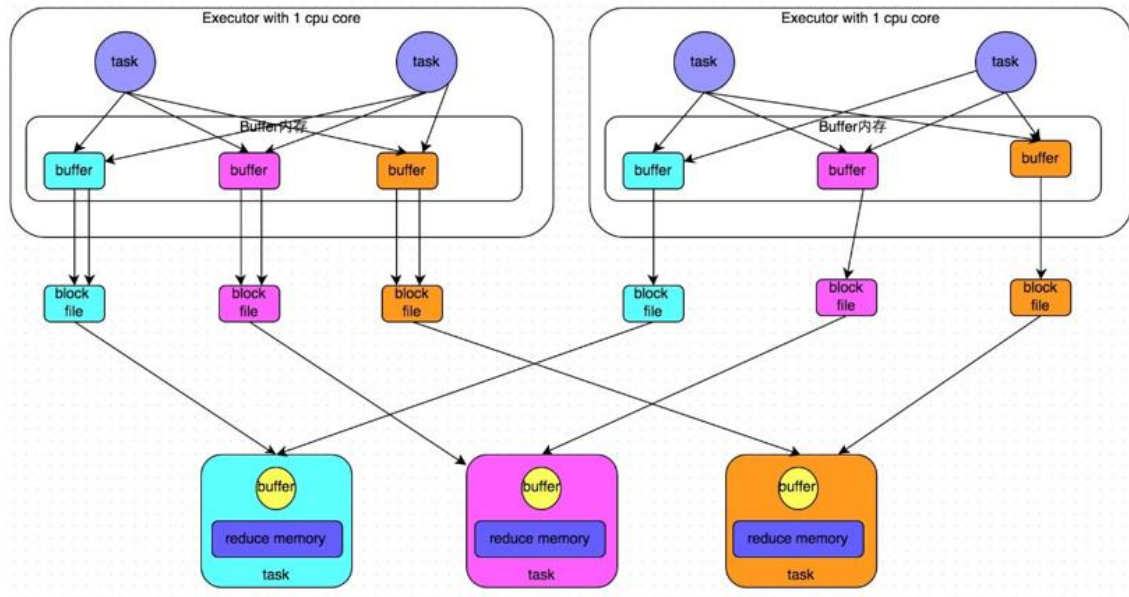 Executor with 1 cpu core
Executor with 1 cpu core
task
task
task
task
Buffer内存
Buffer内存
buffer
buffer
buffer
buffer
buffer
buffer
block
file
block
file
block
file
block
file
block
file
block
file
buffer
buffer
buffer
reduce memory
reduce memory
reduce memory
task
task
task